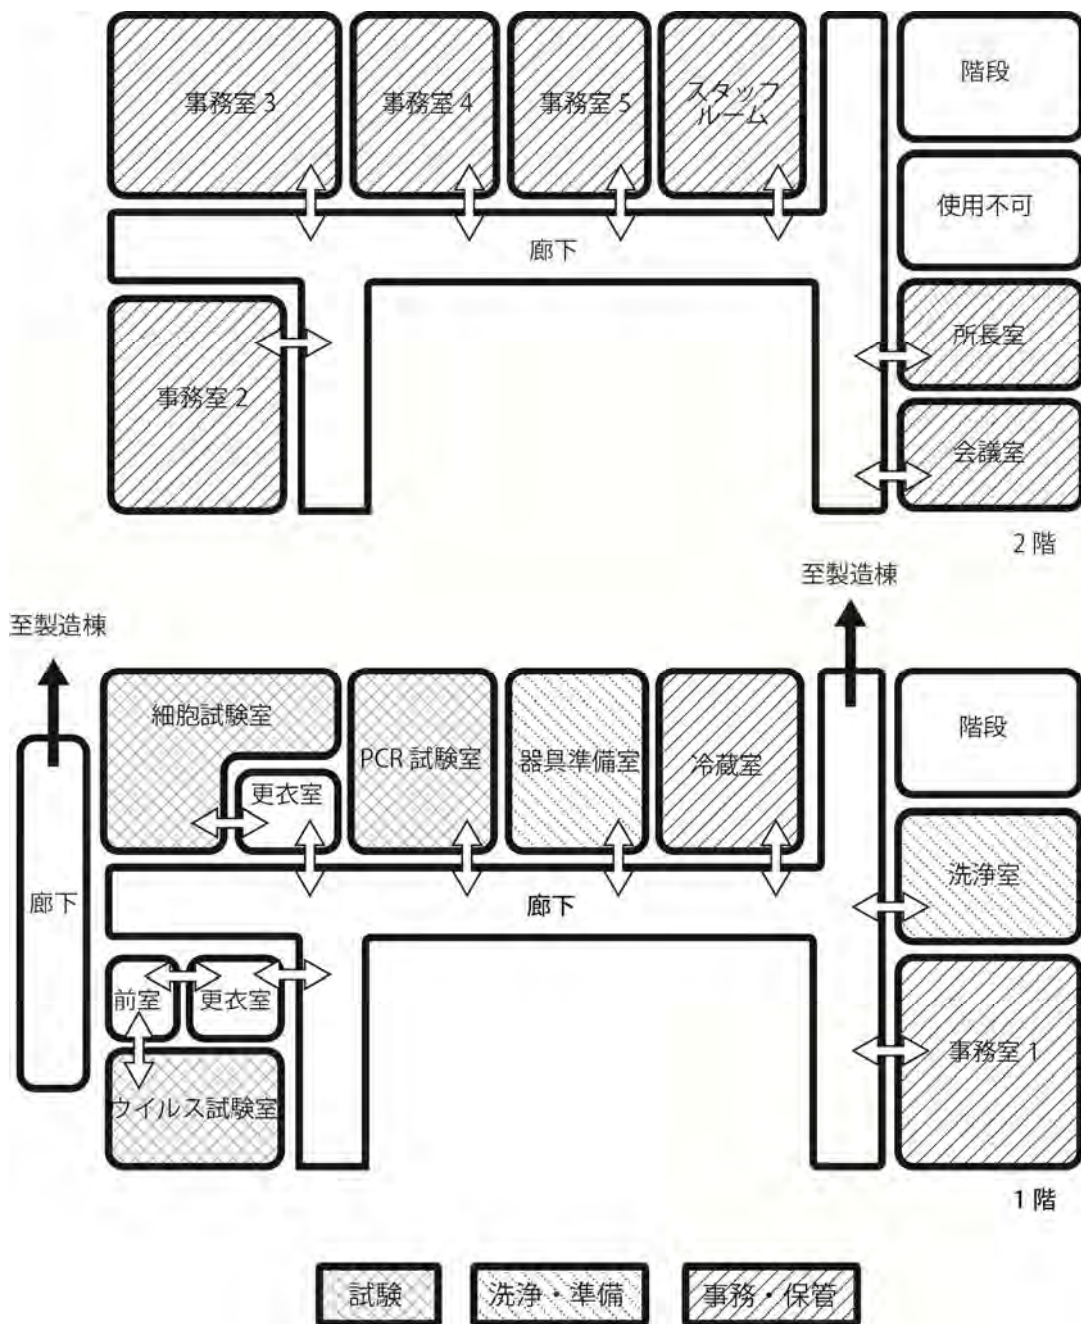 事務室 3
事務室 4
事務室 5
スタッフ
ルーム
階段
使用不可
廊下
所長室
事務室 2
会議室
2 階
至製造棟
至製造棟
細胞試験室
PCR 試験室
器具準備室
冷蔵室
階段
更衣室
洗浄室
廊下
廊下
前室
更衣室
事務室 1
ウイルス試験室
1 階
試験
洗浄・準備
事務・保管